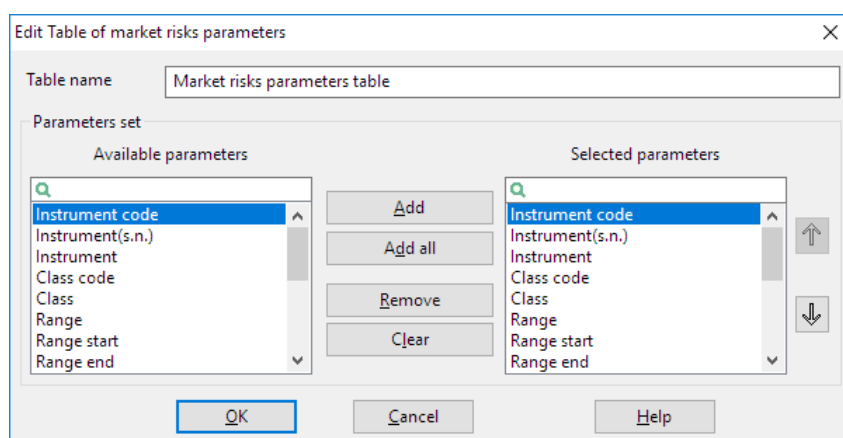 Edit Table of market risks parameters
Table name
Market risks parameters table
Parameters set
Available parameters
Selected parameters
Instrument code
Instrument(s.n.)
Instrument
Class code
Class
Range
Range start
Range end
Add
Add all
Remove
Clear
Instrument code
Instrument(s.n.)
Instrument
Class code
Class
Range
Range start
Range end
OK
Cancel
Help